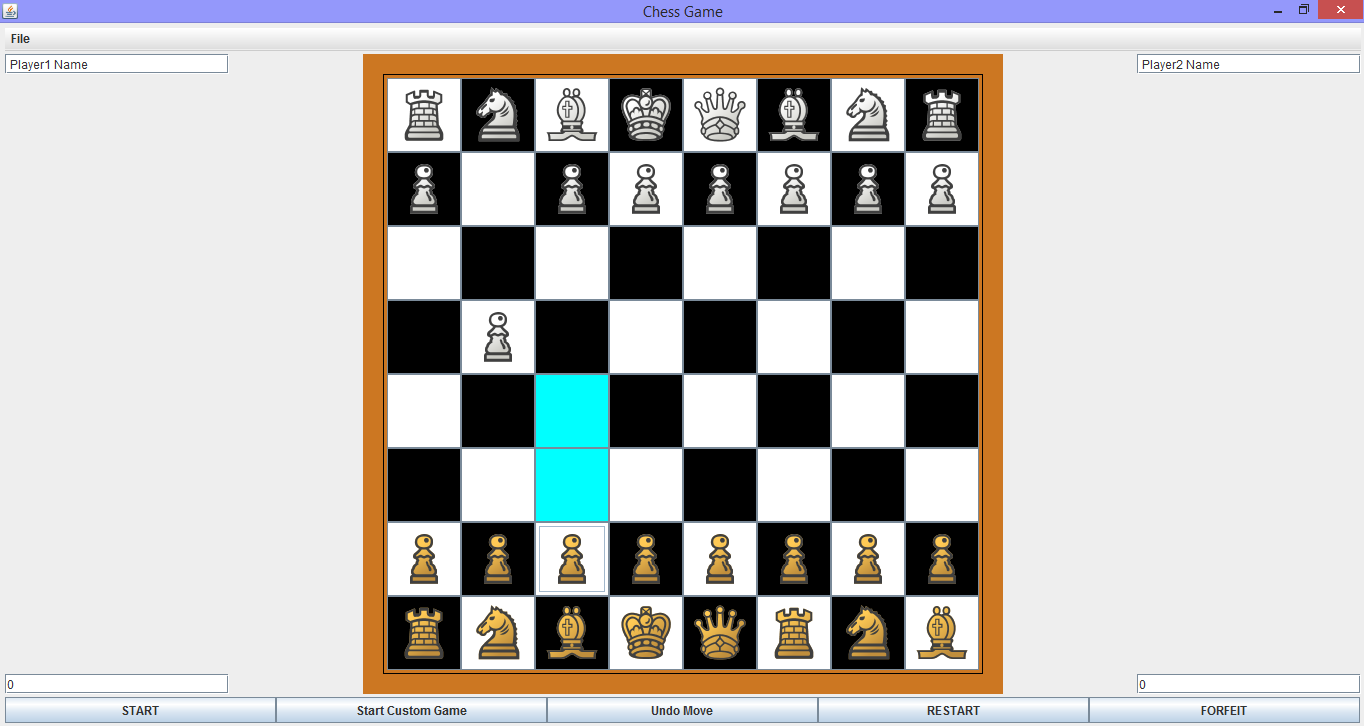 Chess Game
File
Player1 Name
Player2 Name
0
0
START
Start Custom Game
Undo Move
RESTART
FORFEIT